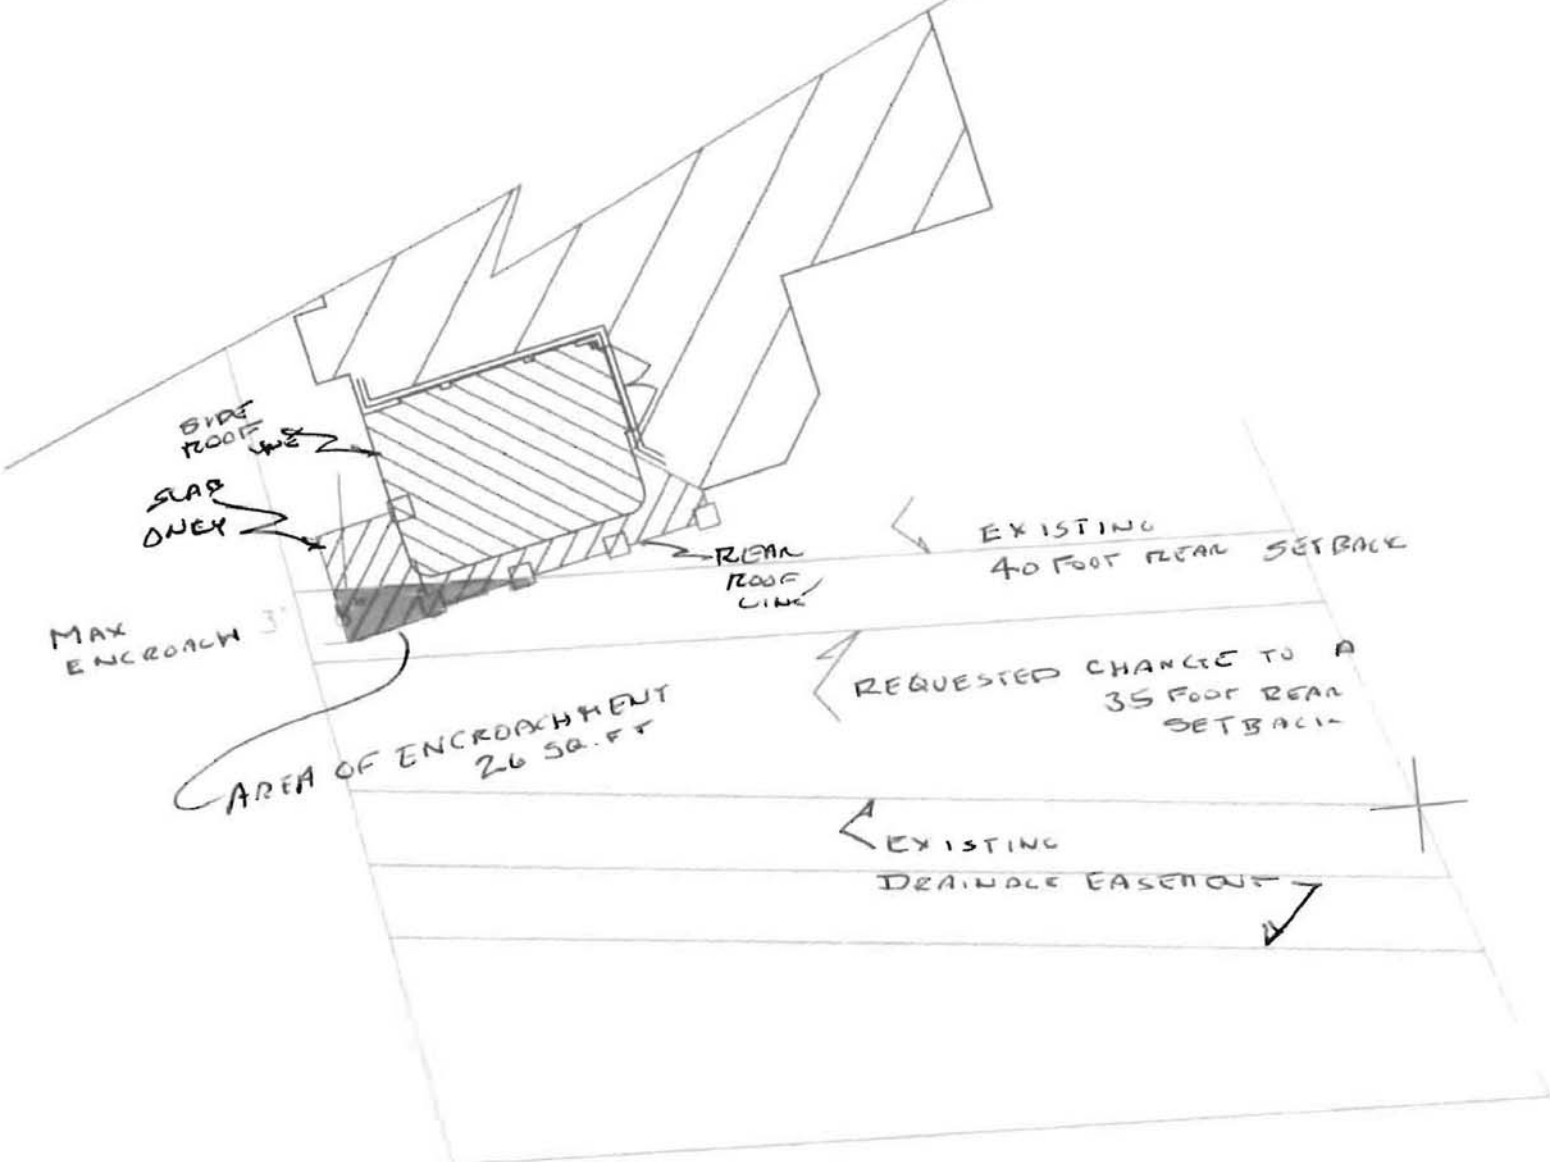 SIDE
ROOF
LINE
SLAB
ONLY
MAX
ENCROACH 3'
REAR
ROOF
LINE
EXISTING
40 FOOT REAR SETBACK
REQUESTED CHANGE TO A
35 FOOT REAR
SETBACK
AREA OF ENCROACHMENT
26 SQ. FT
EXISTING
DRAINAGE EASEMENT